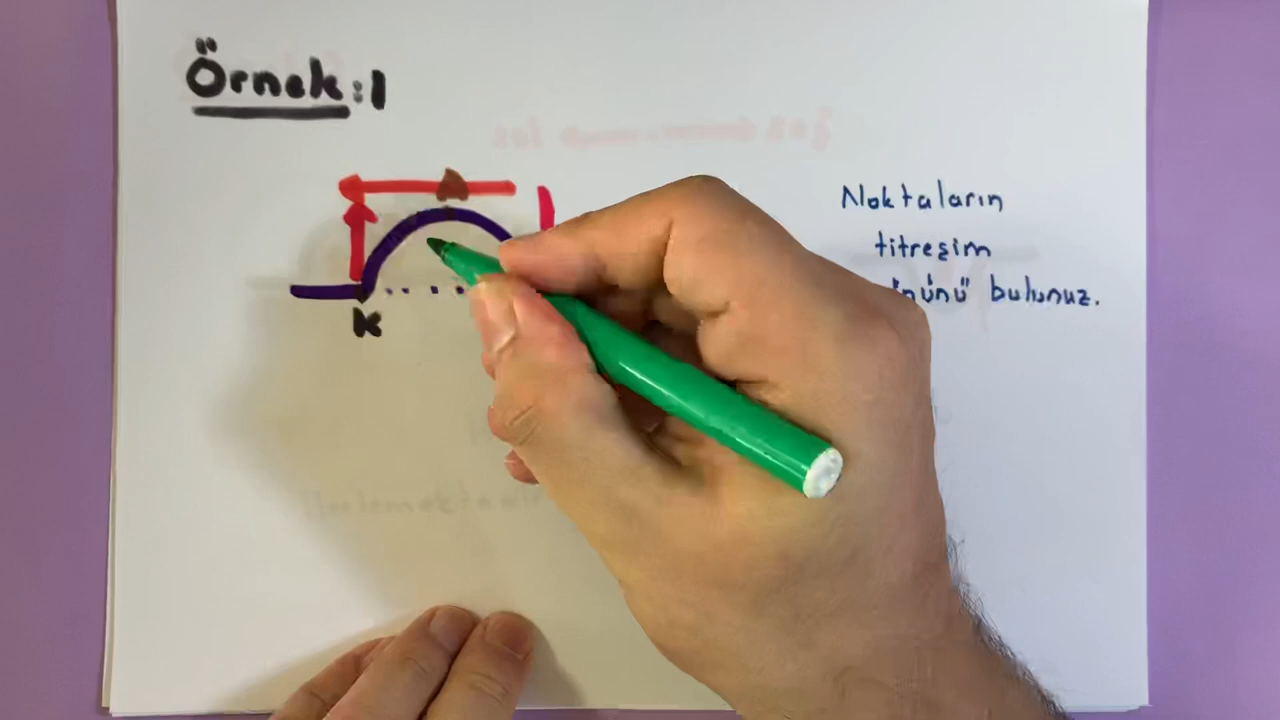 Örnek:1
Noktaların
titreşim
bulunuz.
K